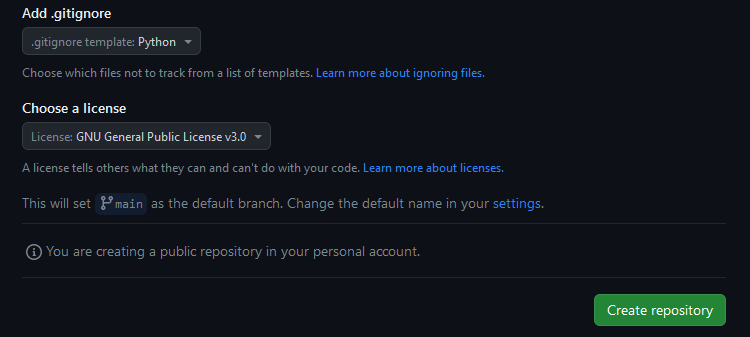 Add .gitignore
.gitignore template: Python
Choose which files not to track from a list of templates. Learn more about ignoring files.
Choose a license
License: GNU General Public License v3.0
A license tells others what they can and can't do with your code. Learn more about licenses.
This will set main as the default branch. Change the default name in your settings.
You are creating a public repository in your personal account.
Create repository